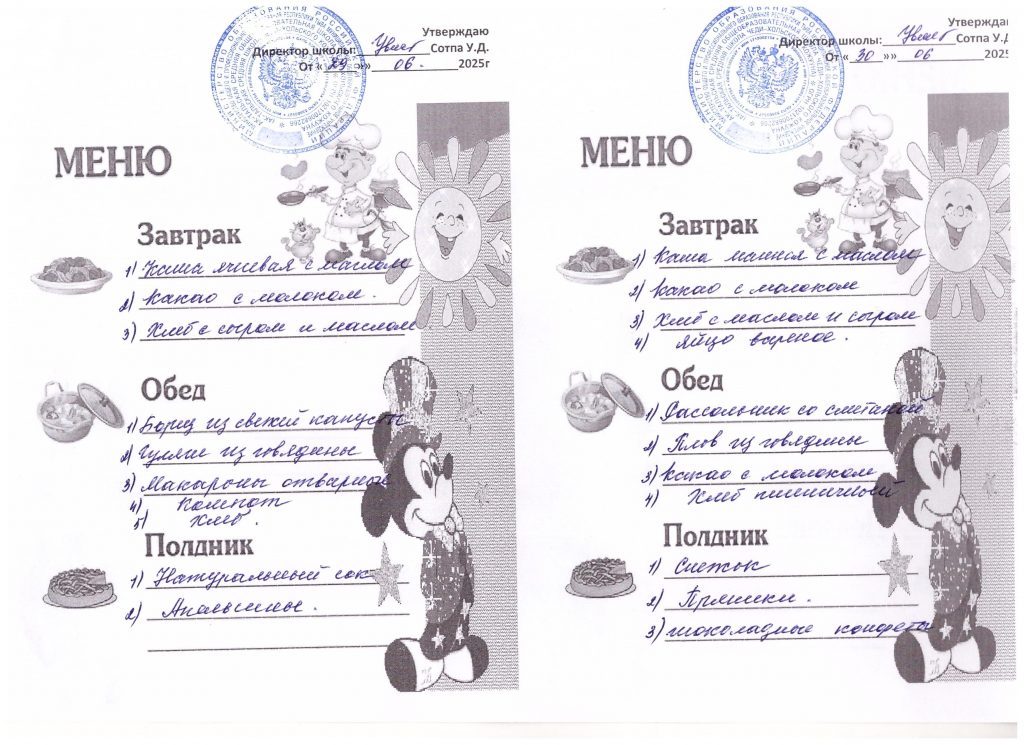 Утверждаю
Директор школы: Сотпа У.Д.
От «29»» 06. 2025г
МЕНЮ
Завтрак
1) Каша ячневая с маслом
2) Какао с молоком.
3) Хлеб с сыром и маслом
Обед
1) Борщ из свежей капусты
2) Гуляш из говядины
3) Макароны отварные
4) Компот
5) Хлеб.
Полдник
1) Натуральный сок
2) Апельсины.
Утверждаю
Директор школы: Сотпа У.Д
От «30»» 06 2025
МЕНЮ
Завтрак
1) Каша манная с маслом
2) Какао с молоком
3) Хлеб с маслом и сыром
4) яйцо вареное.
Обед
1) Рассольник со сметаной
2) Плов из говядины
3) Какао с молоком
4) Хлеб пшеничный
Полдник
1) Снежок
2) Пряники.
3) шоколадные конфеты